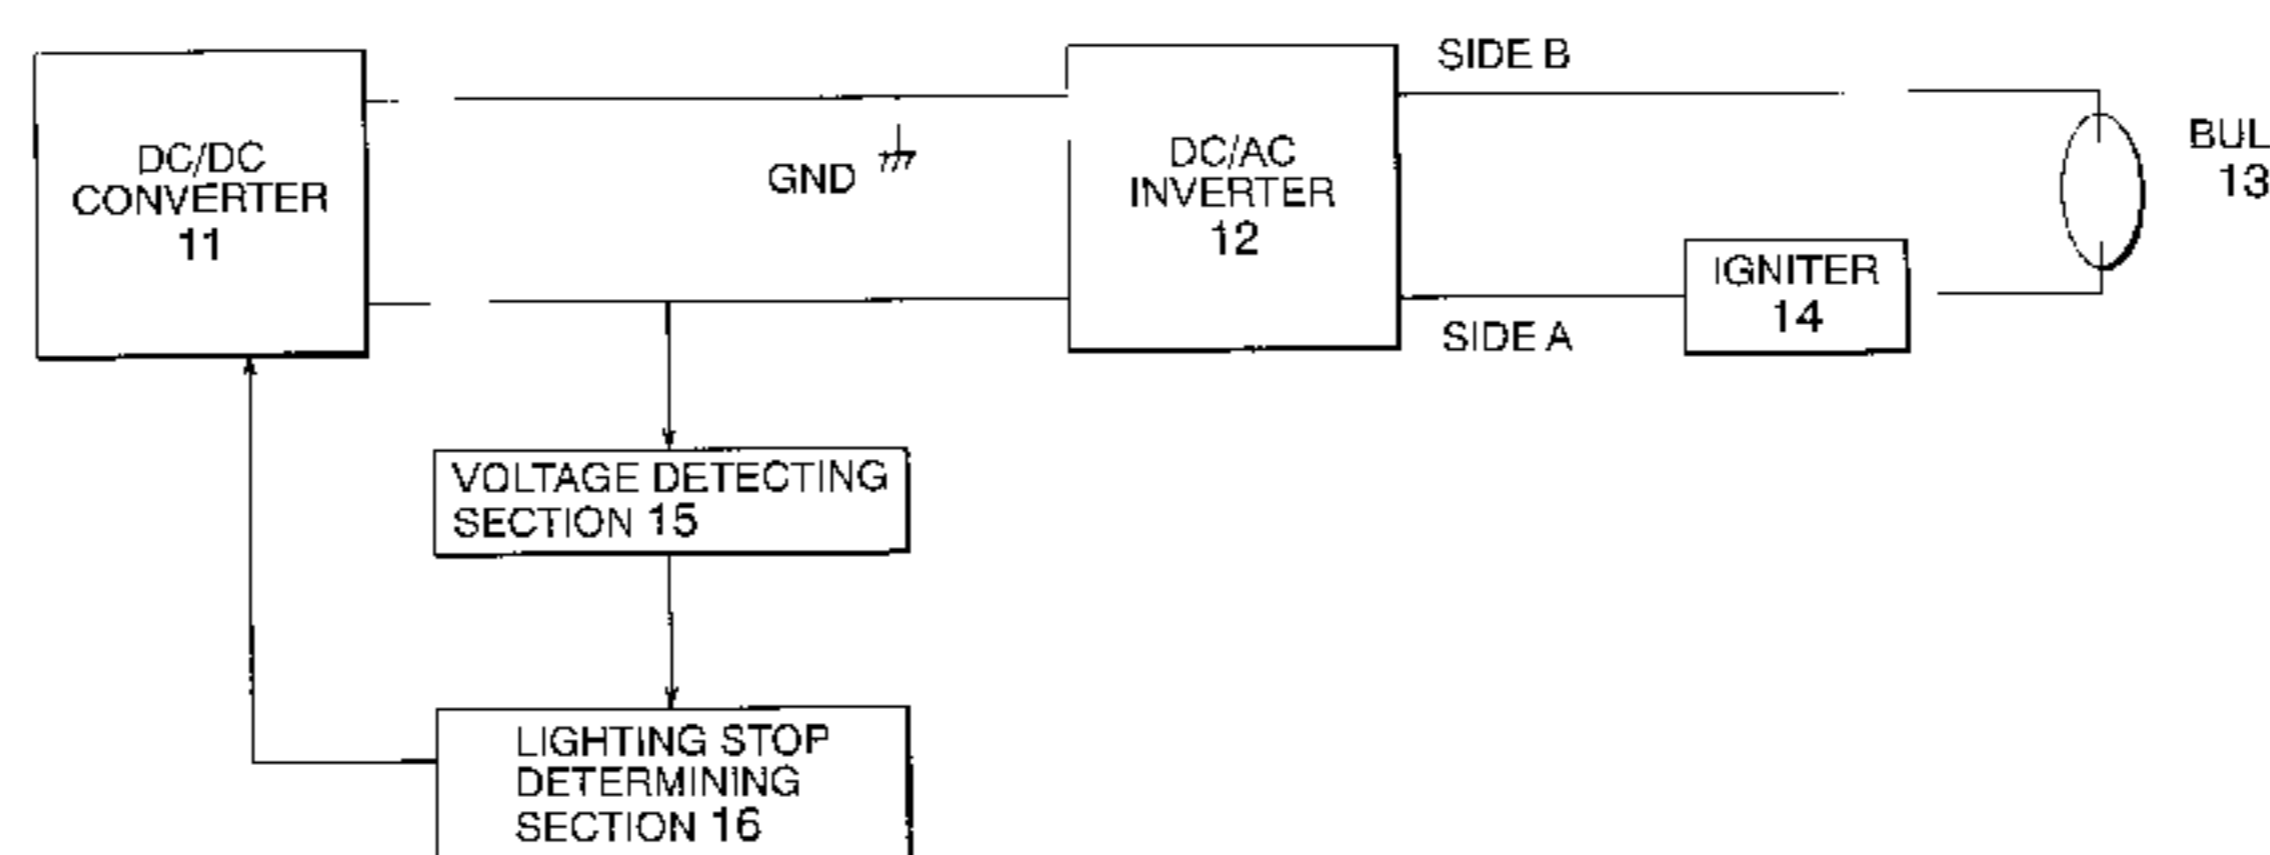 SIDE B
DC/DC
CONVERTER
11
GND
DC/AC
INVERTER
12
BUL
13
IGNITER
14
SIDE A
VOLTAGE DETECTING
SECTION 15
LIGHTING STOP
DETERMINING
SECTION 16